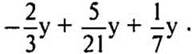 -2/3y + 5/21y + 1/7y.